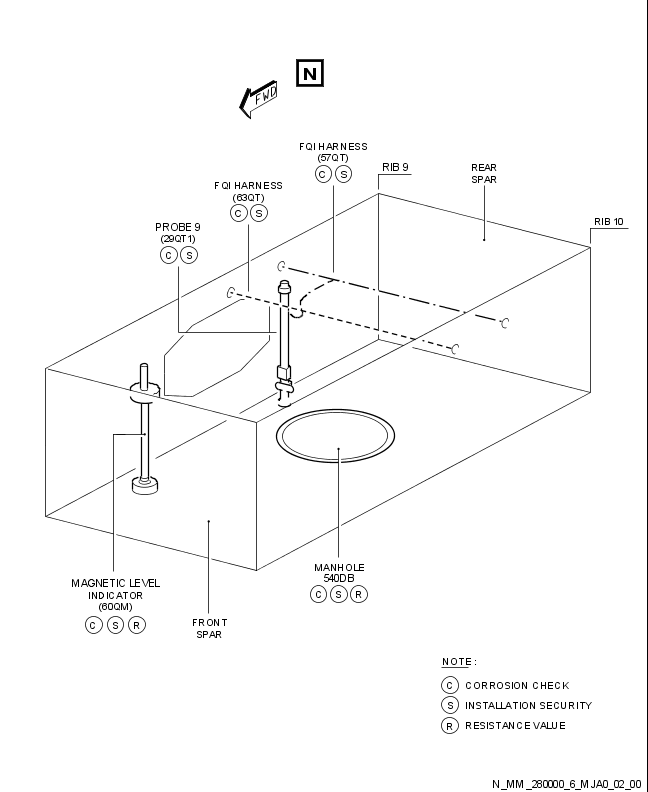 N
FWD
FQI HARNESS
(57QT)
C S
RIB 9
REAR
SPAR
FQI HARNESS
(63QT)
C S
RIB 10
PROBE 9
(29QT1)
C S
MAGNETIC LEVEL
INDICATOR
(60QM)
C S R
FRONT
SPAR
MANHOLE
540DB
C S R
NOTE :
C CORROSION CHECK
S INSTALLATION SECURITY
R RESISTANCE VALUE
N_MM_280000_6_MJA0_02_00